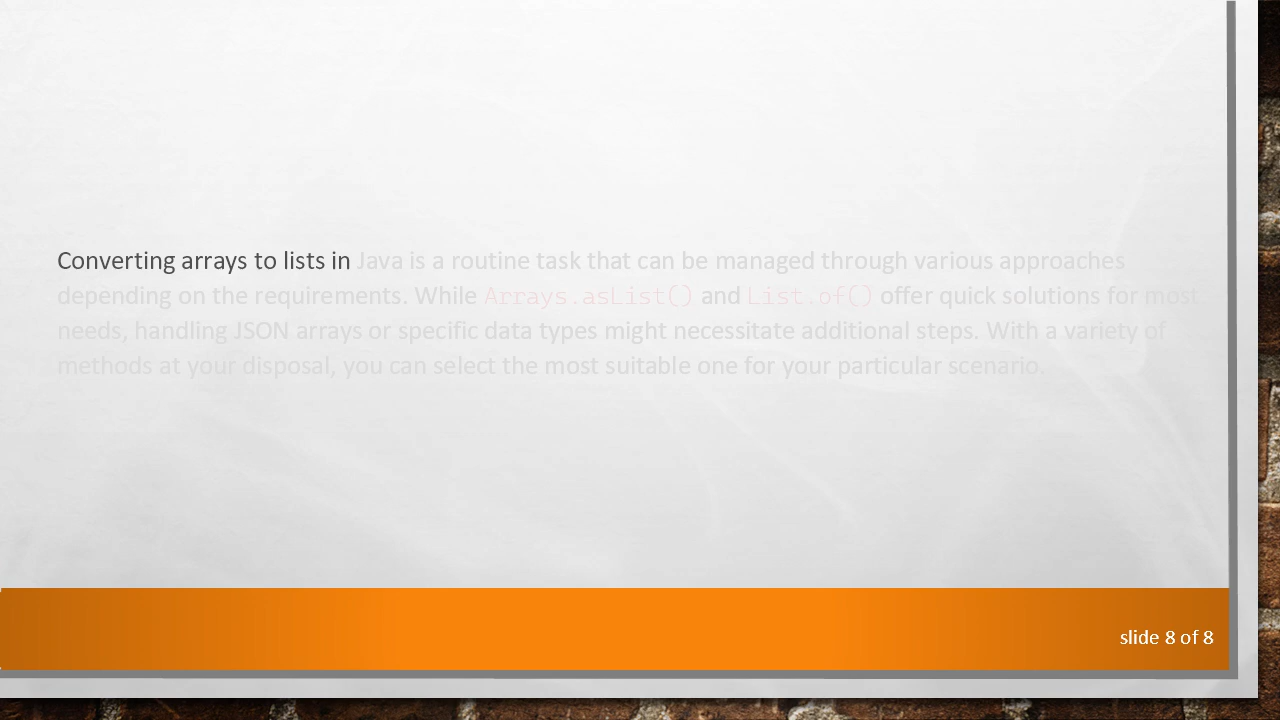 Converting arrays to lists in Java is a routine task that can be managed through various approaches
depending on the requirements. While Arrays.asList() and List.of() offer quick solutions for most
needs, handling JSON arrays or specific data types might necessitate additional steps. With a variety of
methods at your disposal, you can select the most suitable one for your particular scenario.
slide 8 of 8